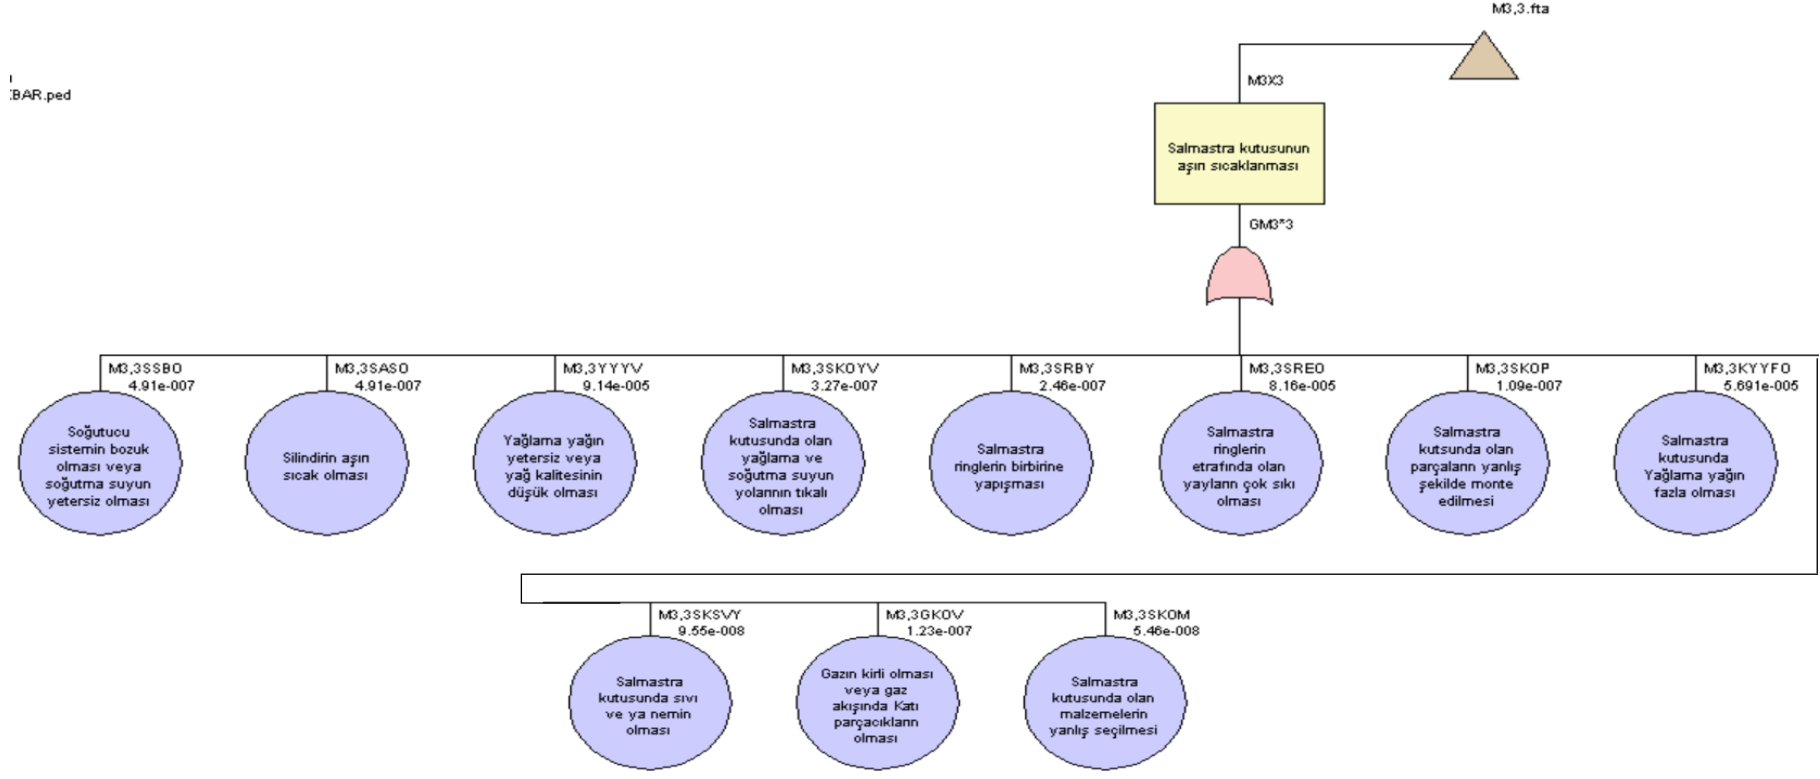 M3,3.fta
:BAR.ped
M3X3
Salmastra kutusunun
aşırı sıcaklanması
GM3*3
M3,3SSBO
4.91e-007
Soğutucu
sistemin bozuk
olması veya
soğutma suyun
yetersiz olması
M3,3SASO
4.91e-007
Silindirin aşırı
sıcak olması
M3,3YYYV
9.14e-005
Yağlama yağın
yetersiz veya
yağ kalitesinin
düşük olması
M3,3SKOYV
3.27e-007
Salmastra
kutusunda olan
yağlama ve
soğutma suyun
yolarının tıkalı
olması
M3,3SRBY
2.46e-007
Salmastra
ringlerin birbirine
yapışması
M3,3SREO
8.16e-005
Salmastra
ringlerin
etrafında olan
yayların çok sıkı
olması
M3,3SKOP
1.09e-007
Salmastra
kutsunda olan
parçaların yanlış
şekilde monte
edilmesi
M3,3KYYFO
5.691e-005
Salmastra
kutusunda
Yağlama yağın
fazla olması
M3,3SKSVY
9.55e-008
Salmastra
kutusunda sıvı
ve ya nemin
olması
M3,3GKOV
1.23e-007
Gazın kirli olması
veya gaz
akışında Katı
parçacıkların
olması
M3,3SKOM
5.46e-008
Salmastra
kutusunda olan
malzemelerin
yanlış seçilmesi